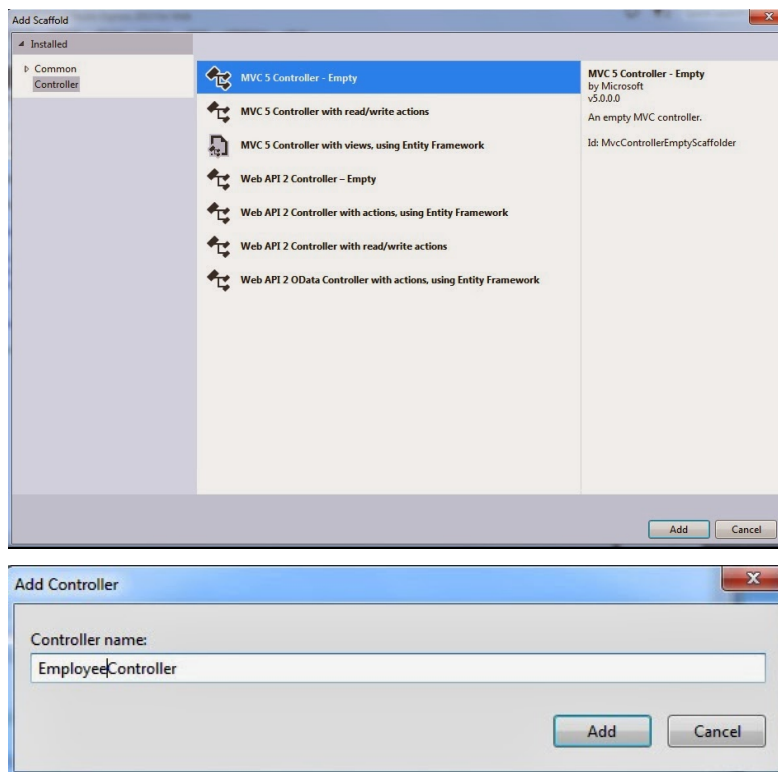 Add Scaffold
Installed
Common
Controller
MVC 5 Controller - Empty
MVC 5 Controller with read/write actions
MVC 5 Controller with views, using Entity Framework
Web API 2 Controller – Empty
Web API 2 Controller with actions, using Entity Framework
Web API 2 Controller with read/write actions
Web API 2 OData Controller with actions, using Entity Framework
MVC 5 Controller - Empty
by Microsoft
v5.0.0.0
An empty MVC controller.
Id: MvcControllerEmptyScaffolder
Add
Cancel
Add Controller
Controller name:
EmployeeController
Add
Cancel